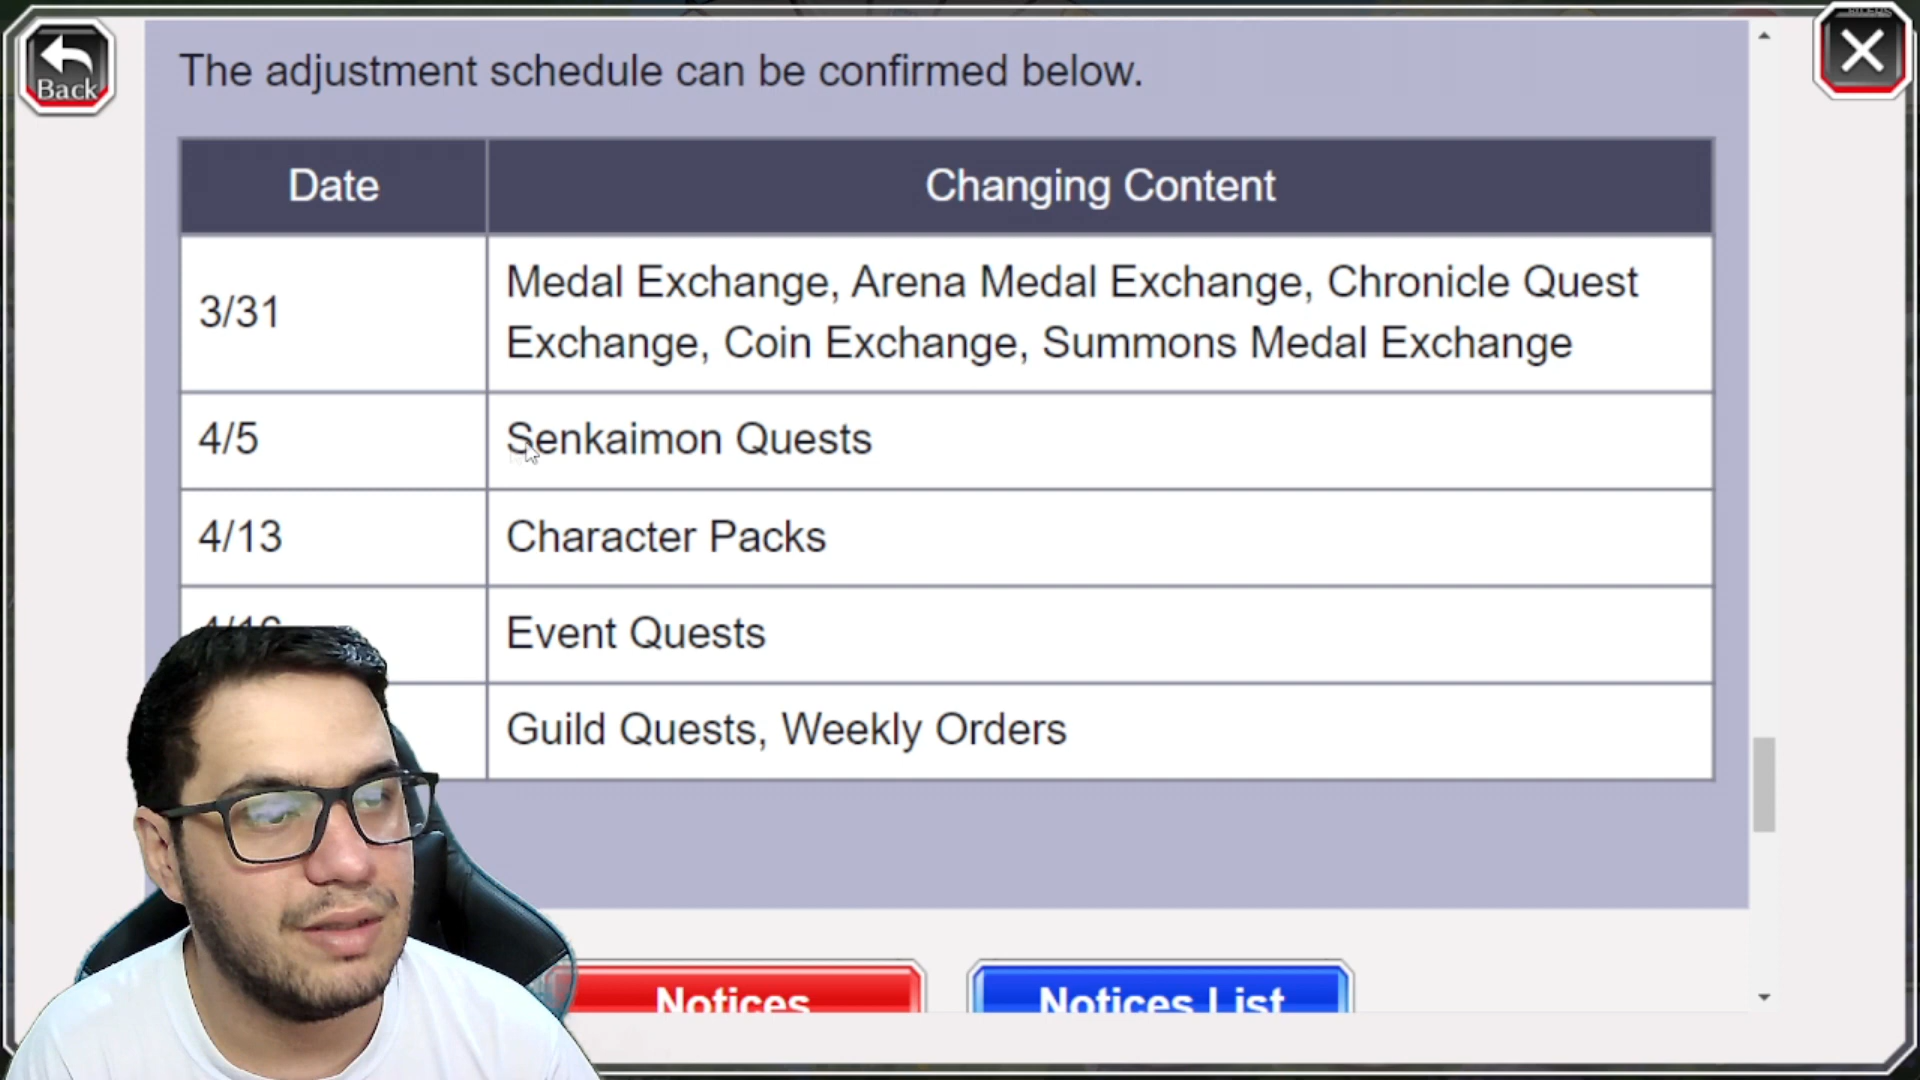 Back
The adjustment schedule can be confirmed below.
Date
Changing Content
3/31
Medal Exchange, Arena Medal Exchange, Chronicle Quest
Exchange, Coin Exchange, Summons Medal Exchange
4/5
Senkaimon Quests
4/13
Character Packs
Event Quests
Guild Quests, Weekly Orders
Notices
Notices List